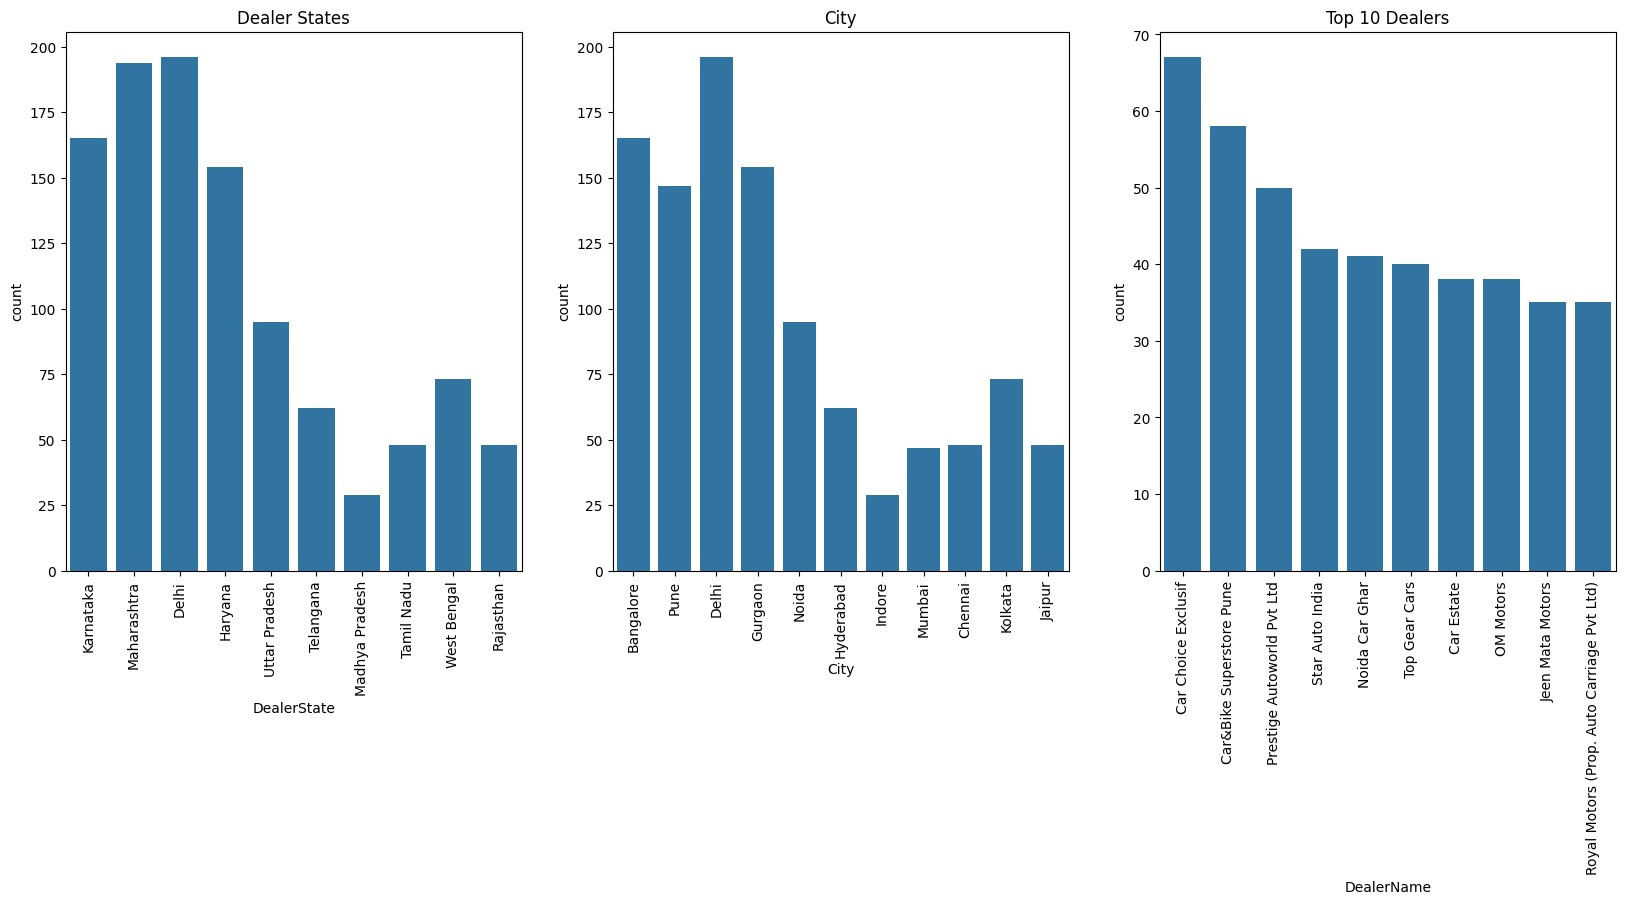 Dealer States
200
175
150
125
100
75
50
25
0
count
Karnataka
Maharashtra
Delhi
Haryana
Uttar Pradesh
Telangana
Madhya Pradesh
Tamil Nadu
West Bengal
Rajasthan
DealerState
City
200
175
150
125
100
75
50
25
0
count
Bangalore
Pune
Delhi
Gurgaon
Noida
Hyderabad
Indore
Mumbai
Chennai
Kolkata
Jaipur
City
Top 10 Dealers
70
60
50
40
30
20
10
0
count
Car Choice Exclusif
Car&Bike Superstore Pune
Prestige Autoworld Pvt Ltd
Star Auto India
Noida Car Ghar
Top Gear Cars
Car Estate
OM Motors
Jeen Mata Motors
Royal Motors (Prop. Auto Carriage Pvt Ltd)
DealerName